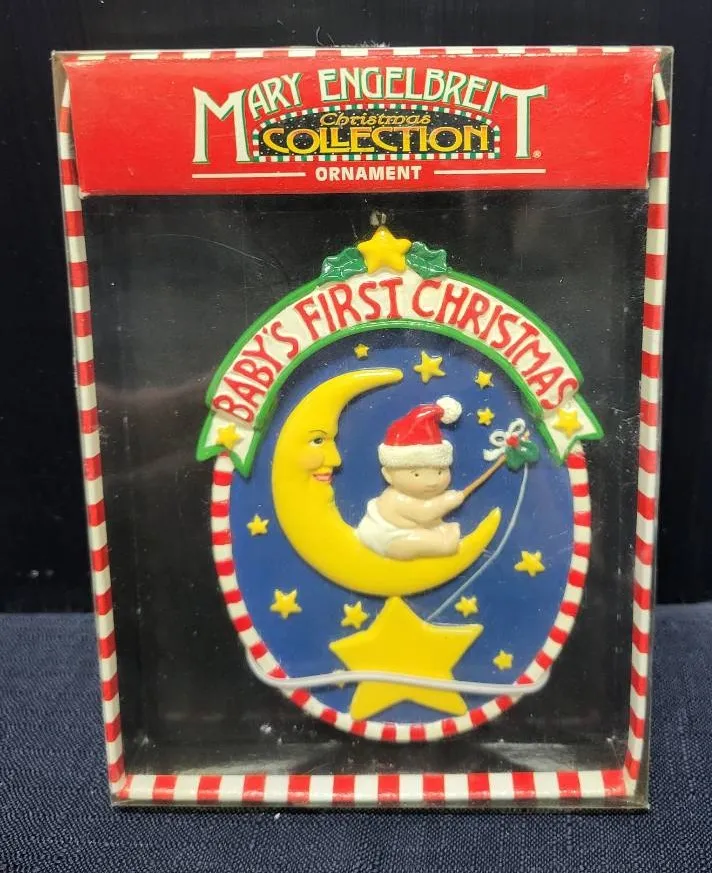 MARY ENGELBREIT
Christmas
COLLECTION
ORNAMENT
BABY'S FIRST CHRISTMAS